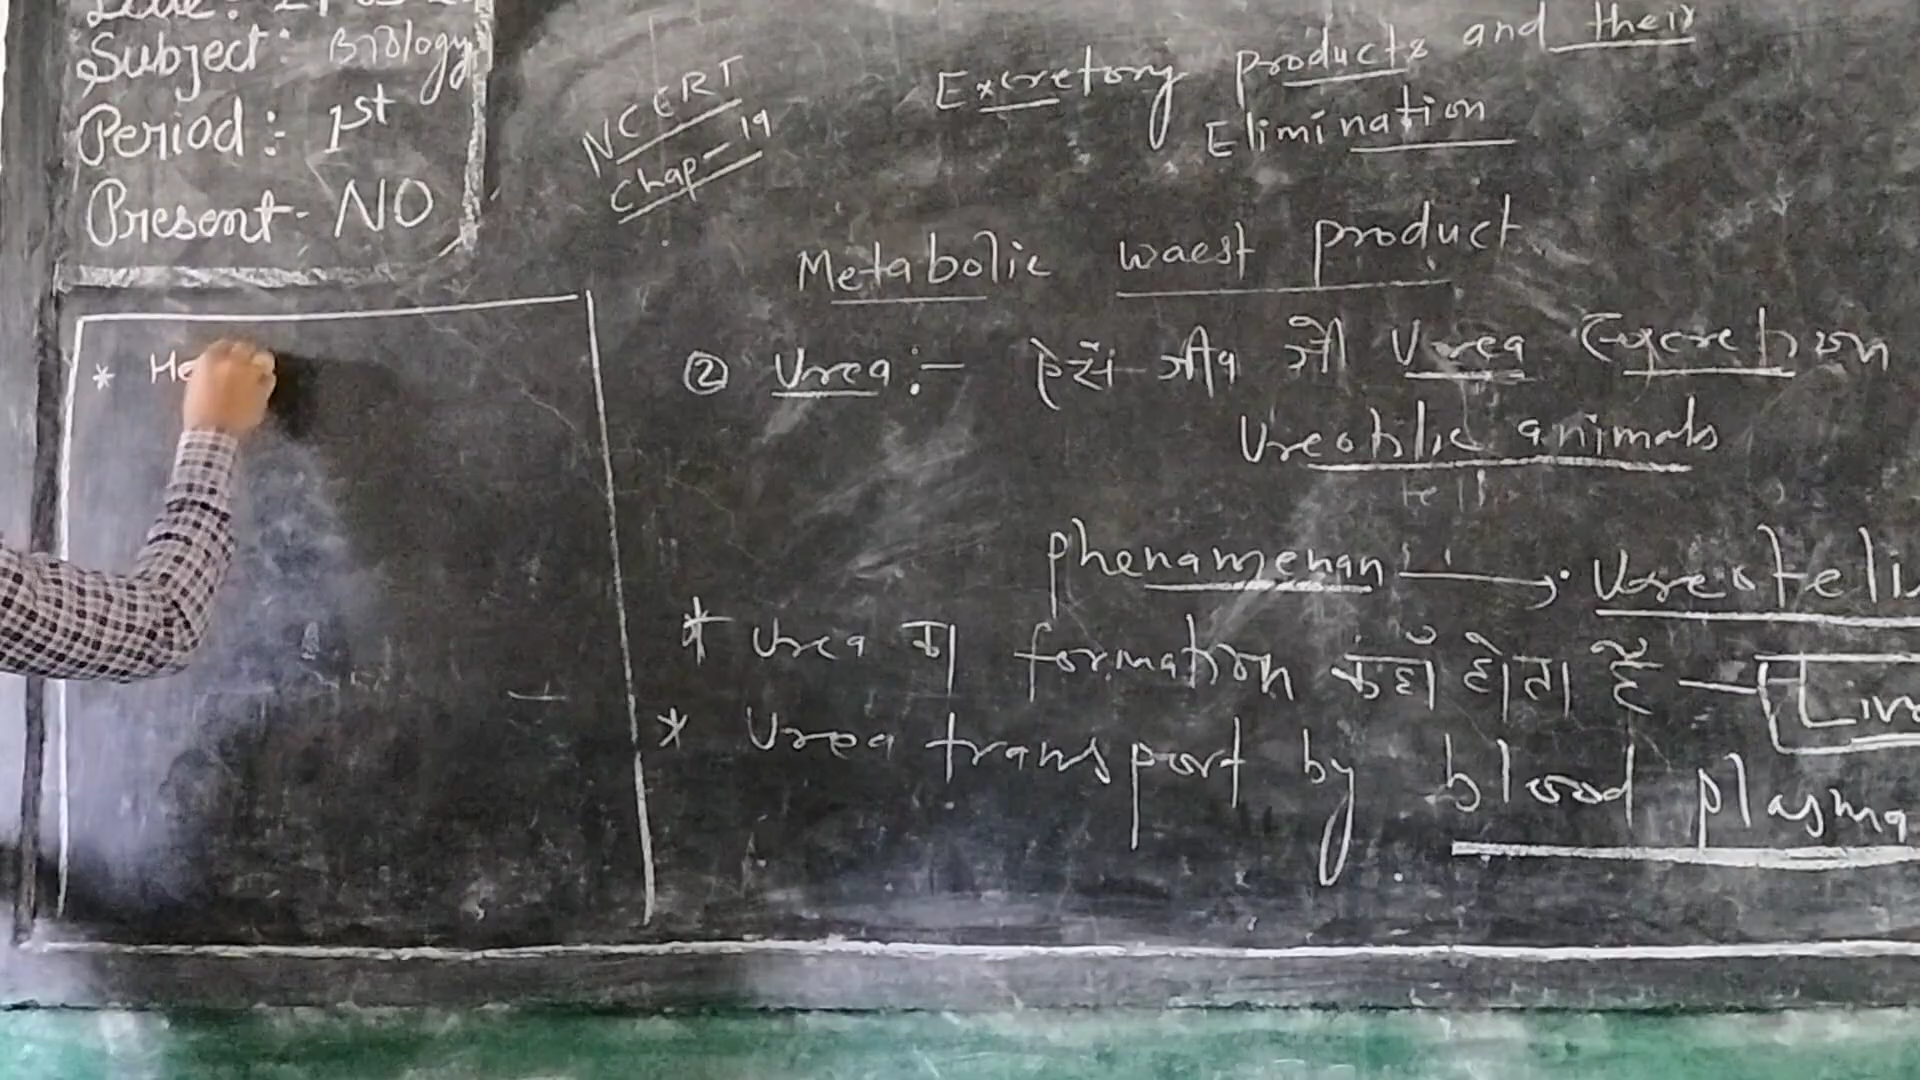 Subject: Biology
Period: 1st
Present- NO
NCERT
Chap-19
Excretory products and their
Elimination
Metabolic waest product
② Urea:- ऐसे जीव जो Urea Excretion
Ureotilic animals
phenamenan → Ureoteli
* Urea का formation कहाँ होता है — Liv
* Urea transport by blood plasma
* He